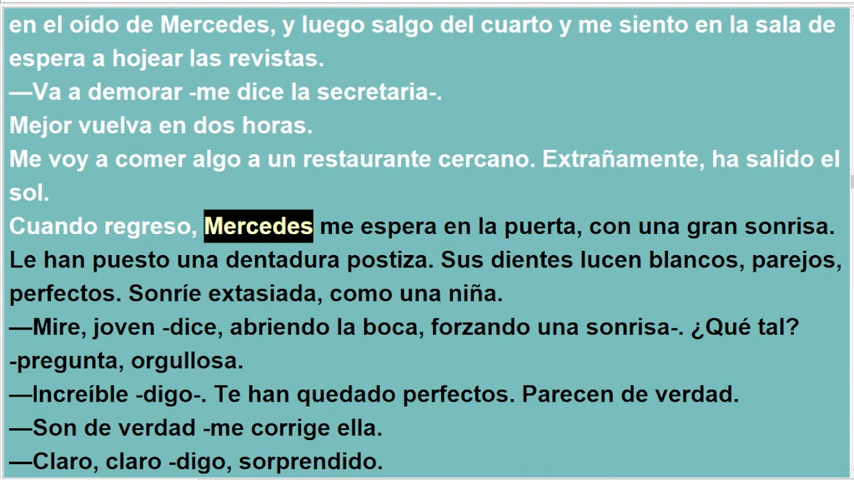 en el oído de Mercedes, y luego salgo del cuarto y me siento en la sala de
espera a hojear las revistas.
—Va a demorar -me dice la secretaria-.
Mejor vuelva en dos horas.
Me voy a comer algo a un restaurante cercano. Extrañamente, ha salido el
sol.
Cuando regreso, Mercedes me espera en la puerta, con una gran sonrisa.
Le han puesto una dentadura postiza. Sus dientes lucen blancos, parejos,
perfectos. Sonríe extasiada, como una niña.
—Mire, joven -dice, abriendo la boca, forzando una sonrisa-. ¿Qué tal?
-pregunta, orgullosa.
—Increíble -digo-. Te han quedado perfectos. Parecen de verdad.
—Son de verdad -me corrige ella.
—Claro, claro -digo, sorprendido.